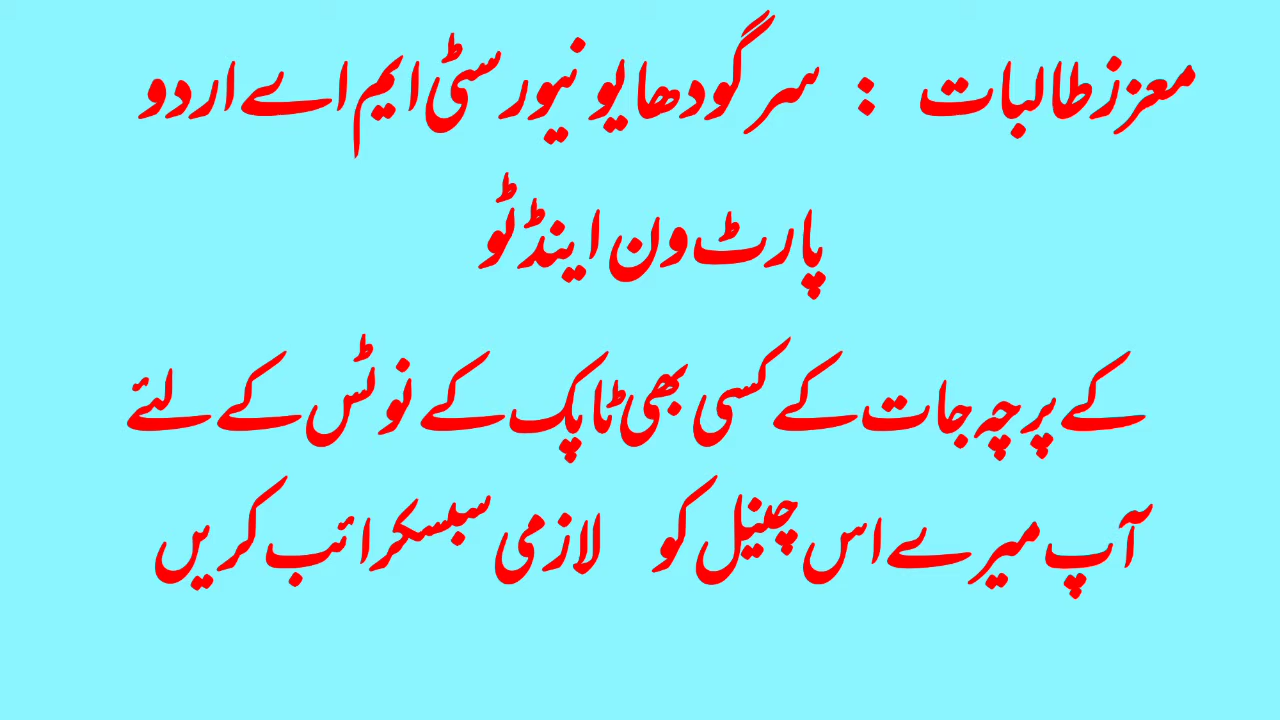 معزز طالبات : سرگودھا یونیورسٹی ایم اے اردو
پارٹ ون اینڈ ٹو
کے پرچہ جات کے کسی بھی ٹاپک کے نوٹس کے لئے
آپ میرے اس چینیل کو لازمی سبسکرائب کریں